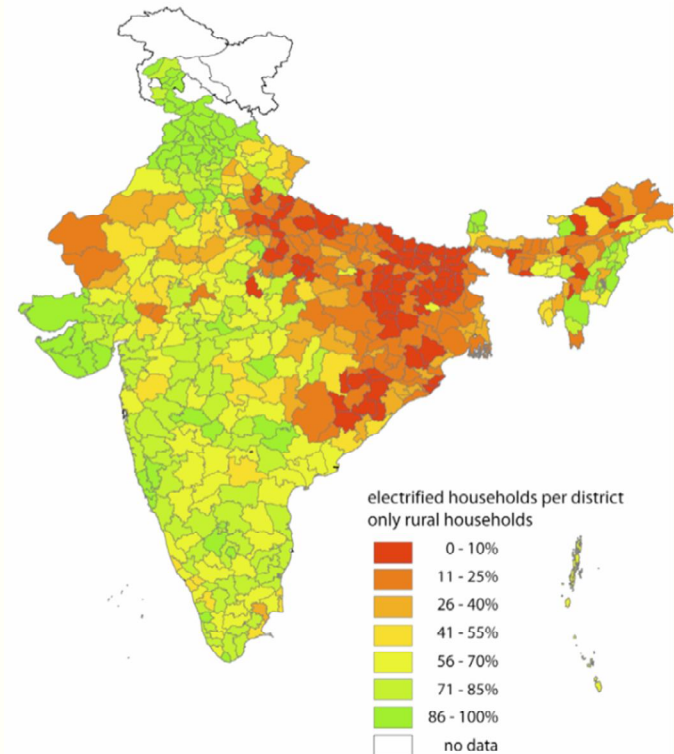 electrified households per district
only rural households
0 - 10%
11 - 25%
26 - 40%
41 - 55%
56 - 70%
71 - 85%
86 - 100%
no data